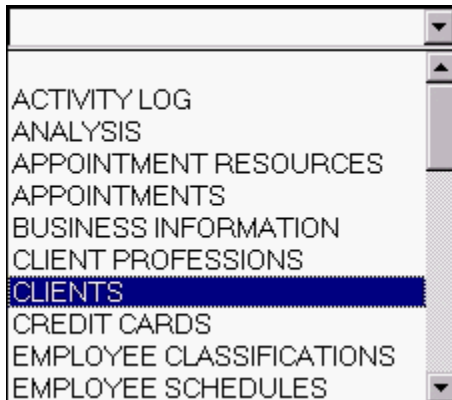 ACTIVITY LOG
ANALYSIS
APPOINTMENT RESOURCES
APPOINTMENTS
BUSINESS INFORMATION
CLIENT PROFESSIONS
CLIENTS
CREDIT CARDS
EMPLOYEE CLASSIFICATIONS
EMPLOYEE SCHEDULES